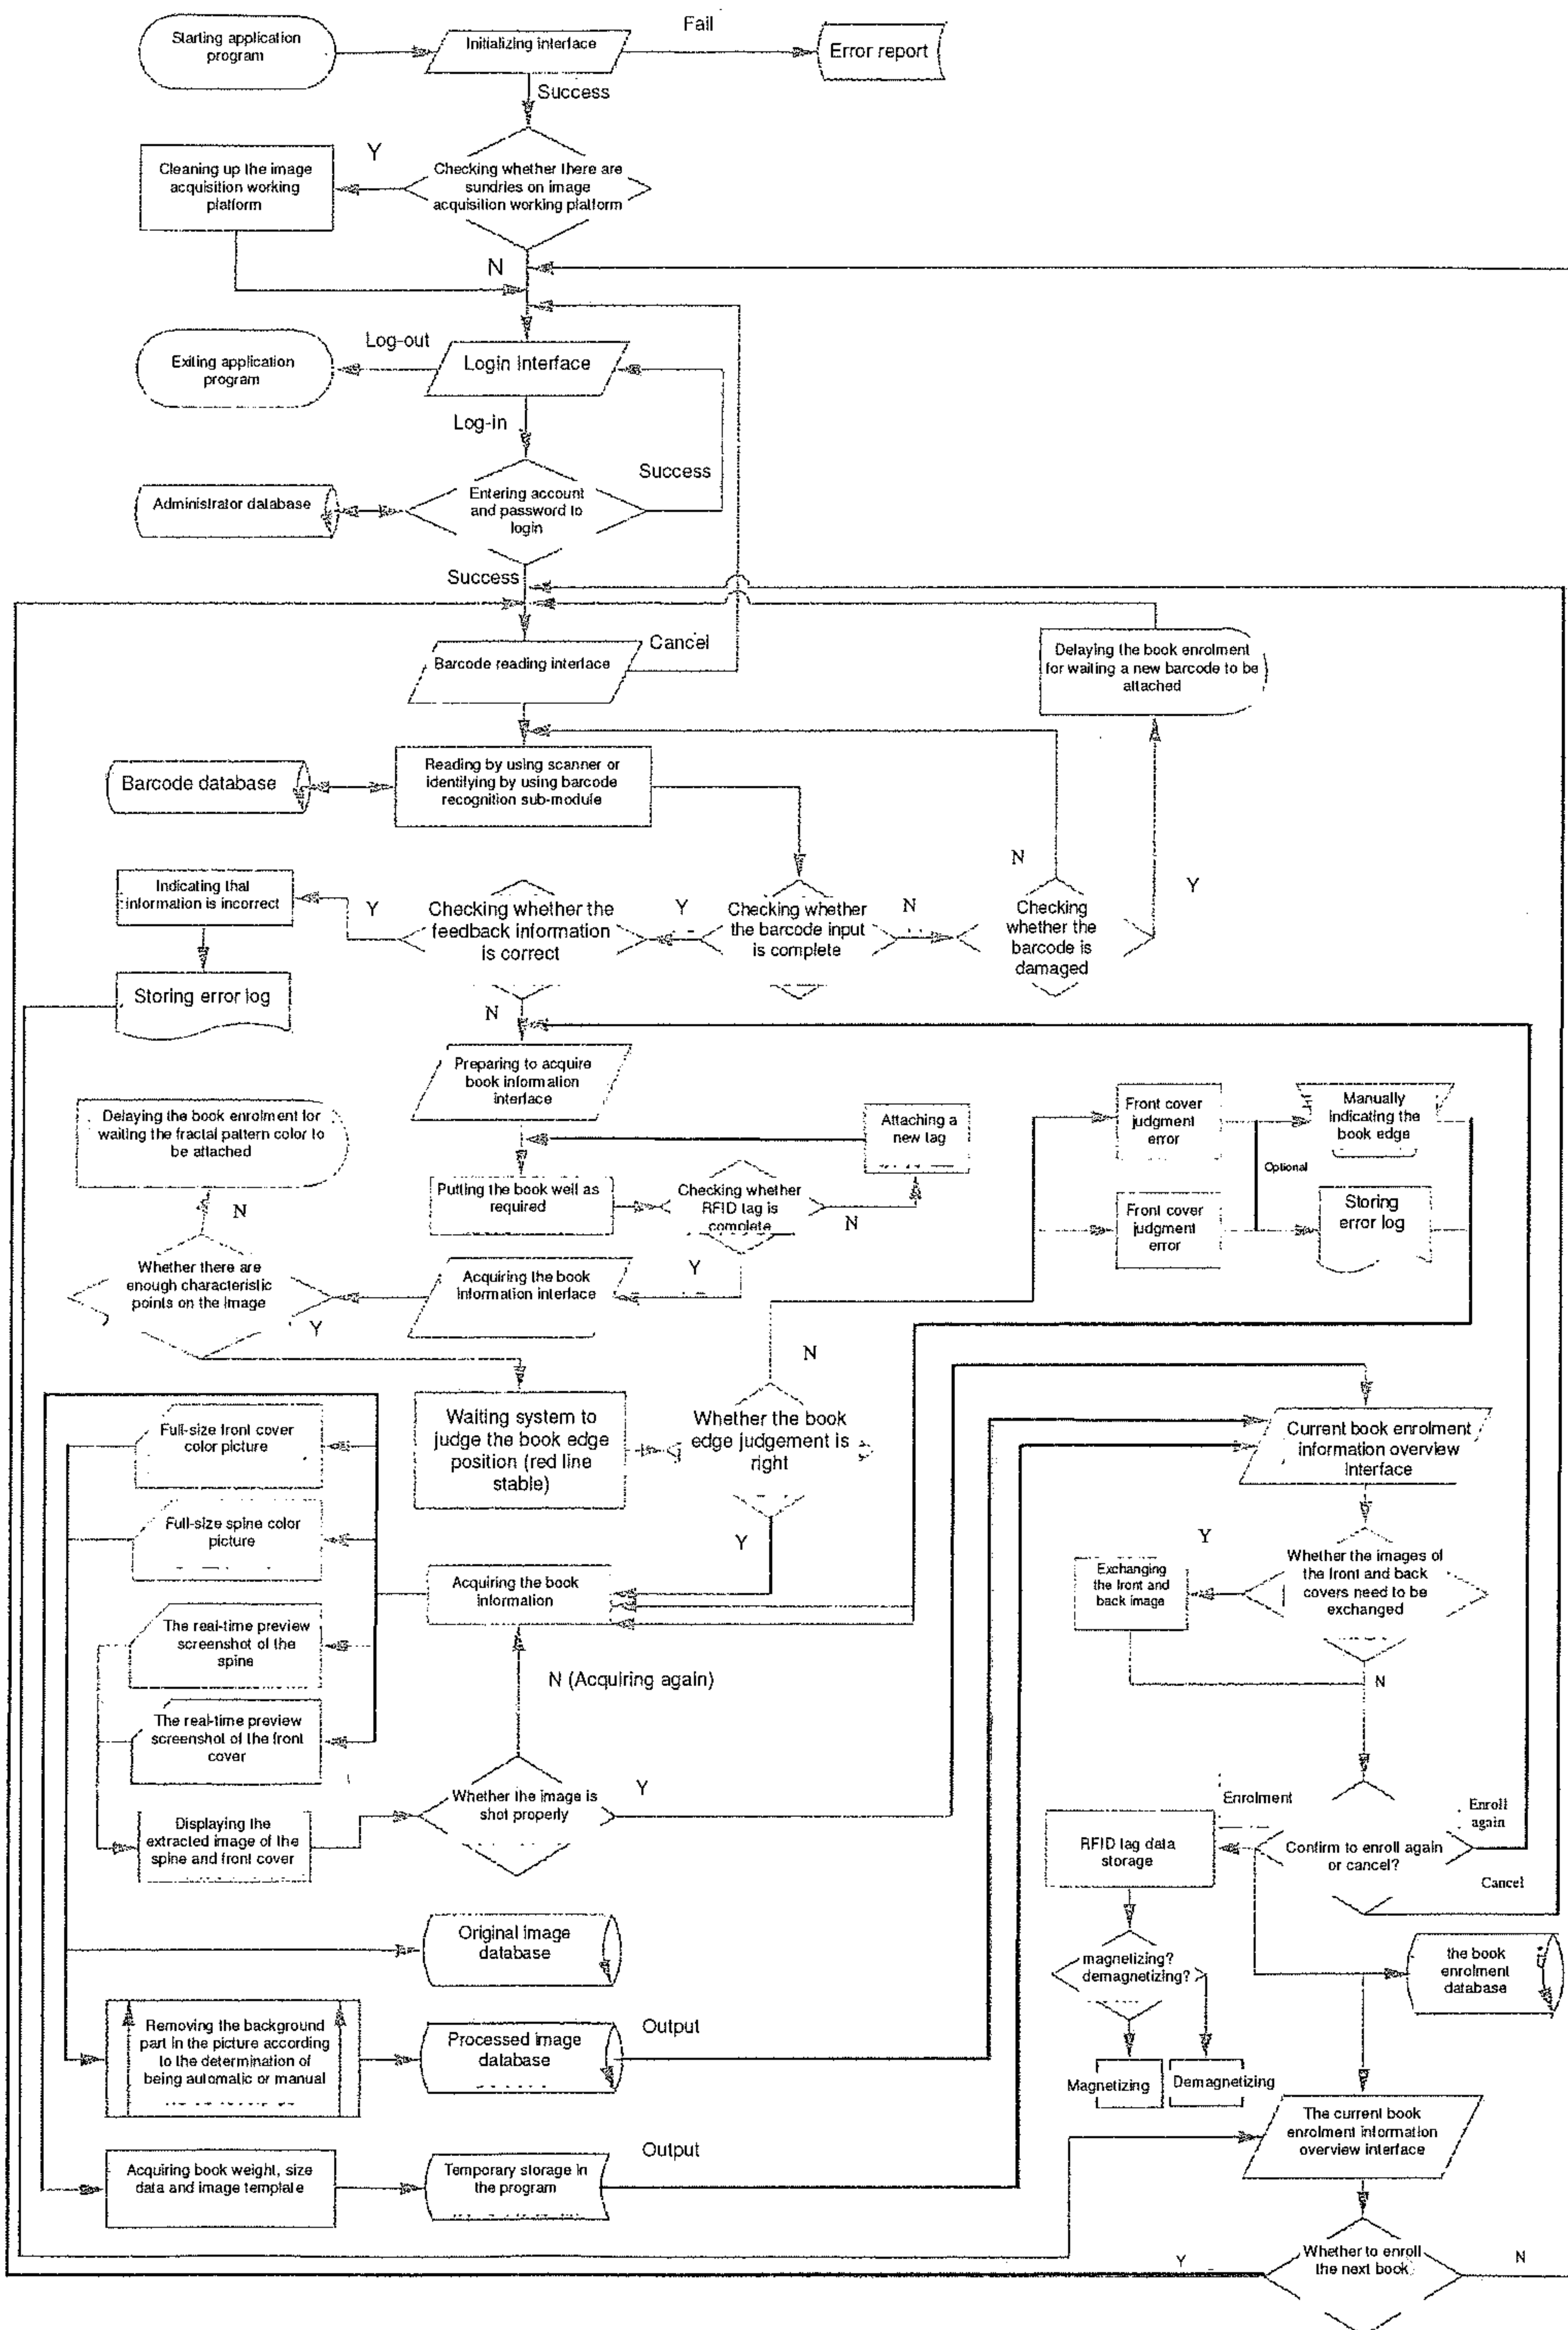 Starting application
program
Initializing interface
Fail
Error report
Success
Cleaning up the image
acquisition working
platform
Y
Checking whether there are
sundries on image
acquisition working platform
N
Exiting application
program
Log-out
Login Interface
Log-in
Success
Administrator database
Entering account
and password to
login
Success
Cancel
Barcode reading interface
Delaying the book enrolment
for waiting a new barcode to be
attached
Barcode database
Reading by using scanner or
identifying by using barcode
recognition sub-module
N
Y
Indicating that
information is incorrect
Y
Checking whether the
feedback information
is correct
Y
Checking whether
the barcode input
is complete
N
Checking
whether the
barcode is
damaged
Storing error log
N
Preparing to acquire
book information
interface
Delaying the book enrolment for
waiting the fractal pattern color to
be attached
Attaching a
new tag
Front cover
judgment
error
Manually
indicating the
book edge
Optional
Putting the book well as
required
Checking whether
RFID tag is
complete
N
Front cover
judgment
error
Storing
error log
N
Whether there are
enough characteristic
points on the image
Acquiring the book
information interface
Y
Y
N
Full-size front cover
color picture
Waiting system to
judge the book edge
position (red line
stable)
Whether the book
edge judgement is
right
Current book enrolment
information overview
Interface
Full-size spine color
picture
Y
Y
Exchanging
the front and
back image
Whether the images of
the front and back
covers need to be
exchanged
Acquiring the book
information
The real-time preview
screenshot of the
spine
N (Acquiring again)
N
The real-time preview
screenshot of the front
cover
Whether the image is
shot properly
Y
Enrolment
Enroll
again
Displaying the
extracted image of the
spine and front cover
RFID tag data
storage
Confirm to enroll again
or cancel?
Cancel
Original image
database
magnetizing?
demagnetizing?
the book
enrolment
database
Removing the background
part in the picture according
to the determination of
being automatic or manual
Processed image
database
Output
Magnetizing
Demagnetizing
The current book
enrolment information
overview interface
Acquiring book weight, size
data and image template
Temporary storage in
the program
Output
Y
Whether to enroll
the next book
N